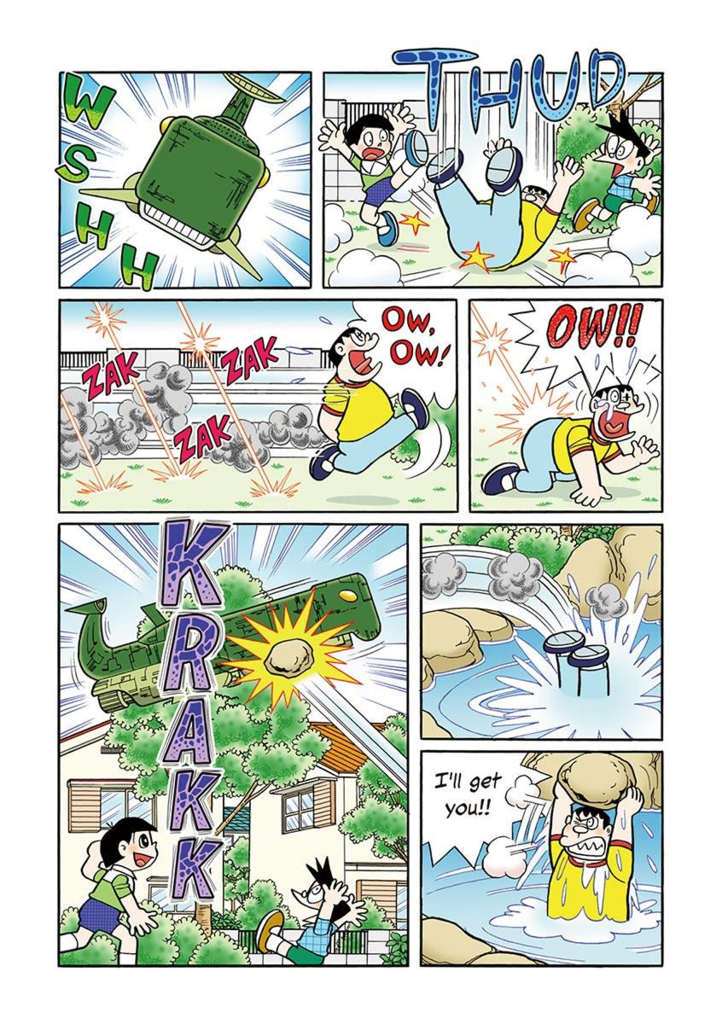 THUD
WSHH
OW!!
OW,
OW!
ZAK
ZAK
ZAK
I'll get
you!!
KRAKK